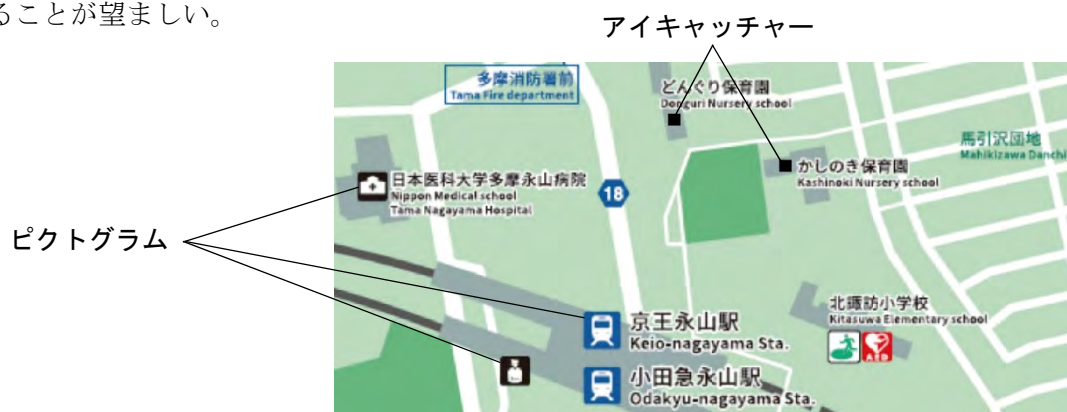 ることが望ましい。
アイキャッチャー
多摩消防署前
Tama Fire department
どんぐり保育園
Donguri Nursery school
馬引沢団地
Mahikizawa Danchi
かしのき保育園
Kashinoki Nursery school
日本医科大学多摩永山病院
Nippon Medical school
Tama Nagayama Hospital
18
ピクトグラム
北諏訪小学校
Kitasuwa Elementary school
AED
京王永山駅
Keio-nagayama Sta.
小田急永山駅
Odakyu-nagayama Sta.